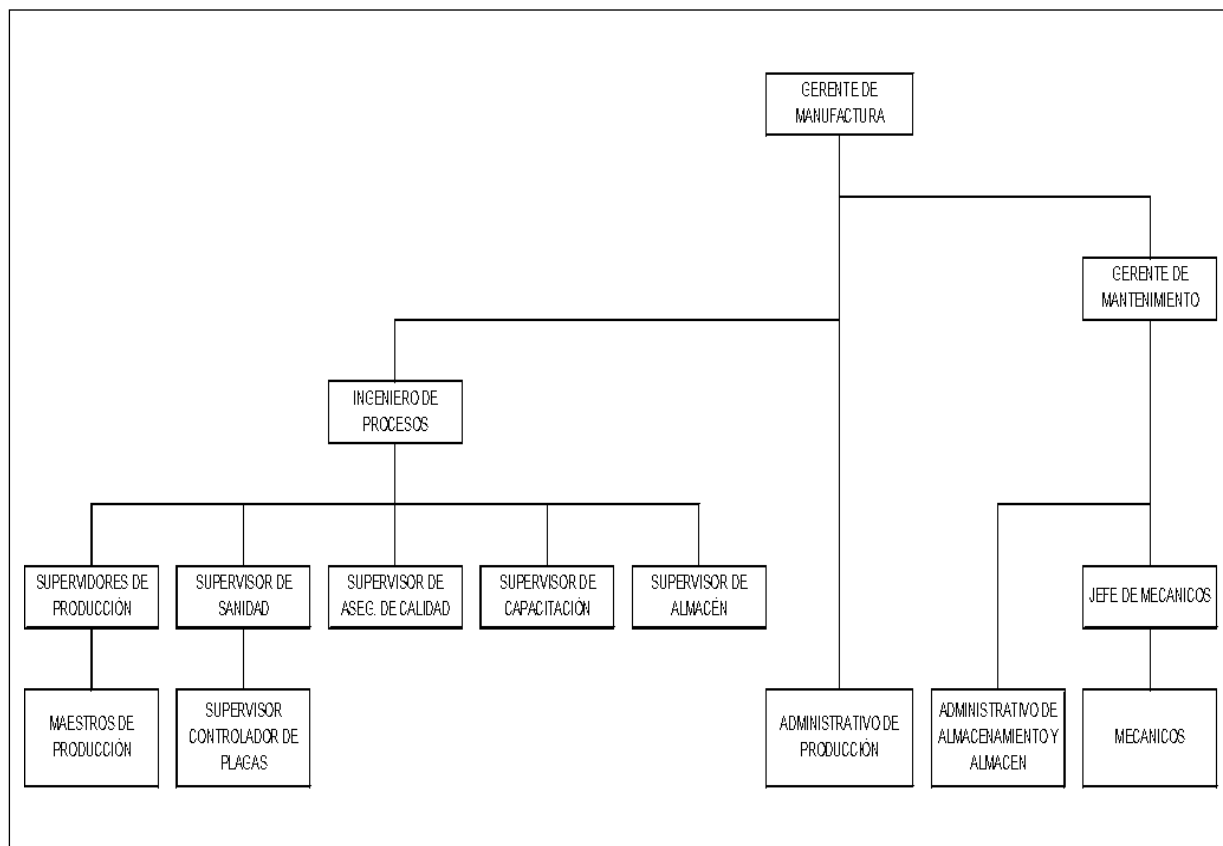 GERENTE DE
MANUFACTURA
GERENTE DE
MANTENIMIENTO
INGENIERO DE
PROCESOS
SUPERVIDORES DE
PRODUCCIÓN
SUPERVISOR DE
SANIDAD
SUPERVISOR DE
ASEG. DE CALIDAD
SUPERVISOR DE
CAPACITACIÓN
SUPERVISOR DE
ALMACÉN
JEFE DE MECANICOS
MAESTROS DE
PRODUCCIÓN
SUPERVISOR
CONTROLADOR DE
PLAGAS
ADMINISTRATIVO DE
PRODUCCIÓN
ADMINISTRATIVO DE
ALMACENAMIENTO Y
ALMACEN
MECANICOS